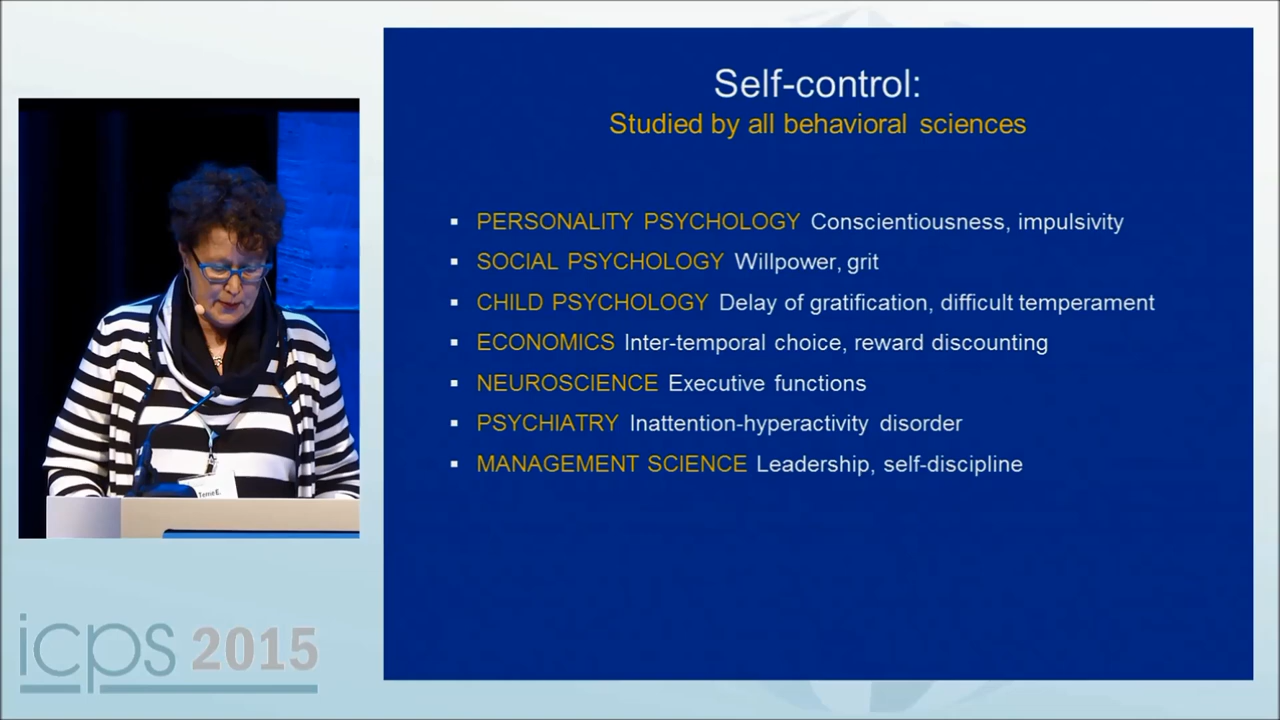 Self-control:
Studied by all behavioral sciences
▪ PERSONALITY PSYCHOLOGY Conscientiousness, impulsivity
▪ SOCIAL PSYCHOLOGY Willpower, grit
▪ CHILD PSYCHOLOGY Delay of gratification, difficult temperament
▪ ECONOMICS Inter-temporal choice, reward discounting
▪ NEUROSCIENCE Executive functions
▪ PSYCHIATRY Inattention-hyperactivity disorder
▪ MANAGEMENT SCIENCE Leadership, self-discipline
Terrie E.
icps 2015